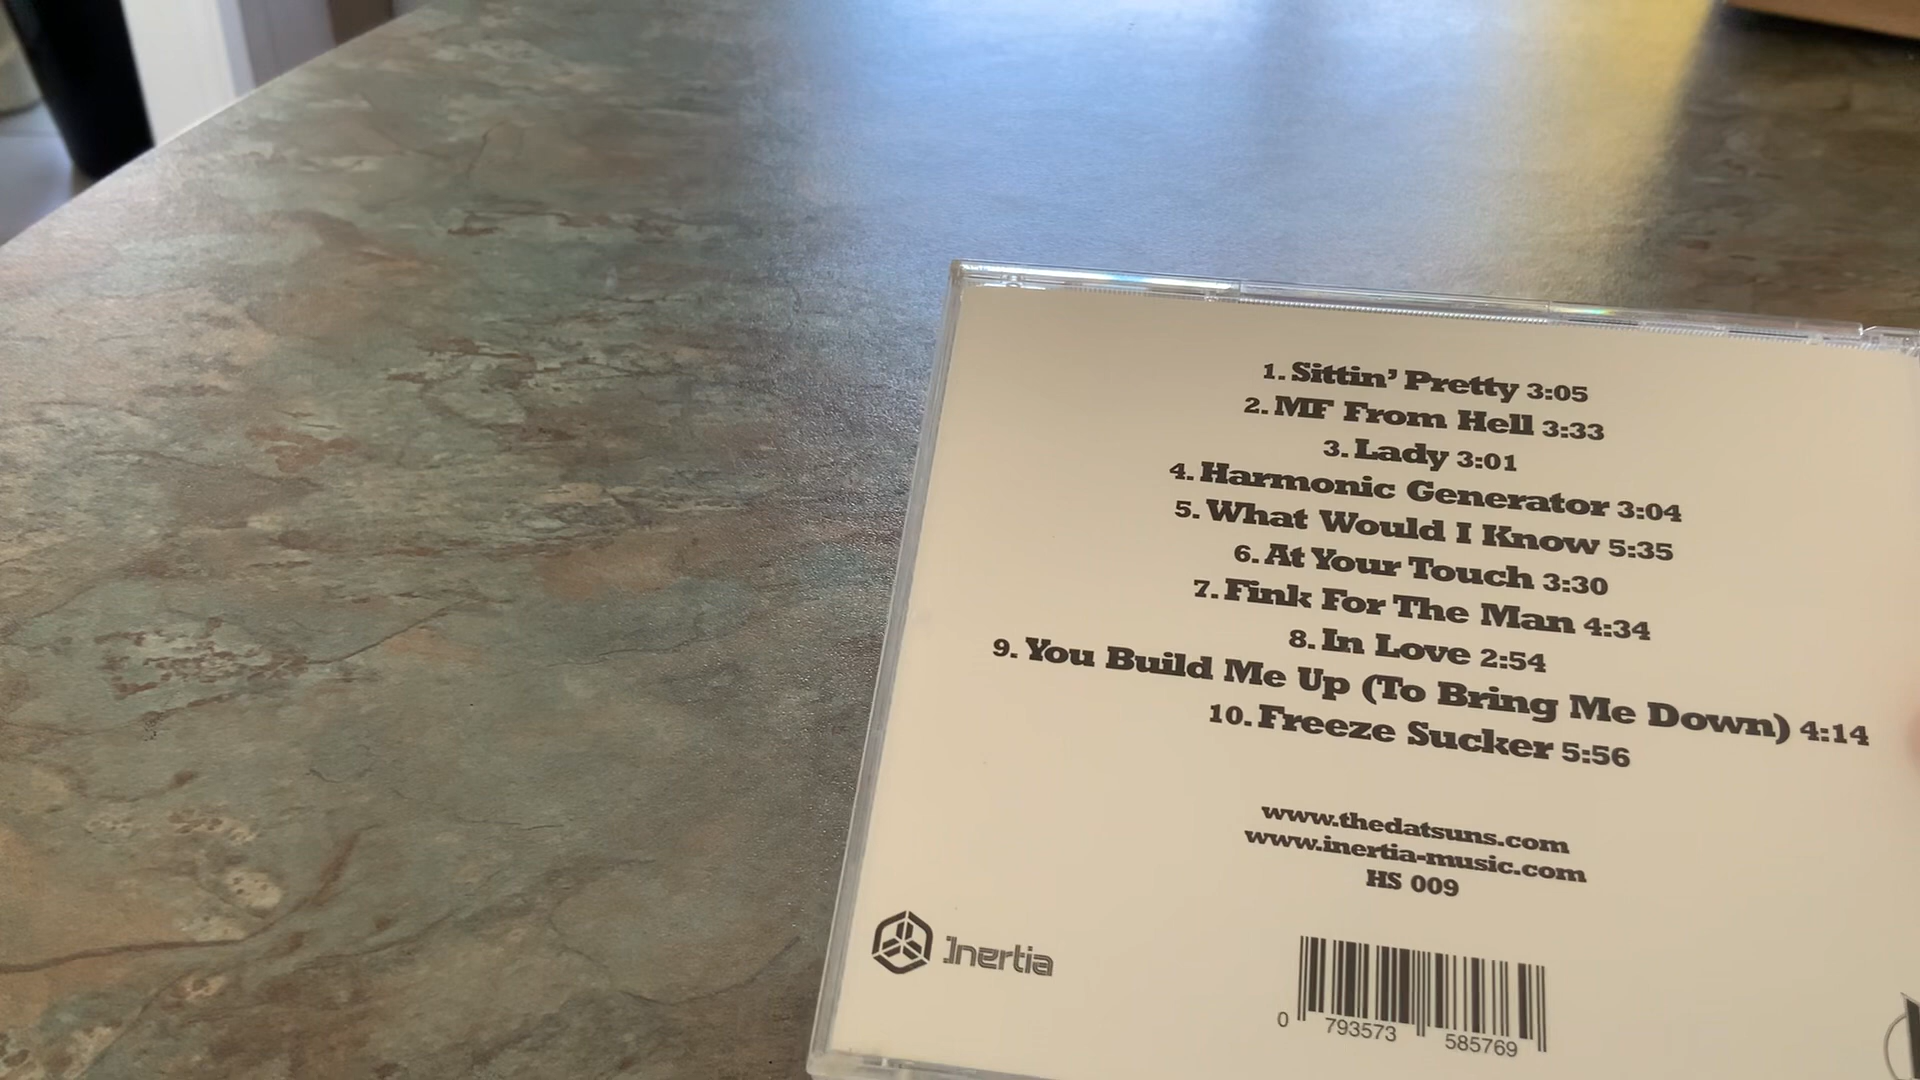 1. Sittin' Pretty 3:05
2. MF From Hell 3:33
3. Lady 3:01
4. Harmonic Generator 3:04
5. What Would I Know 5:35
6. At Your Touch 3:30
7. Fink For The Man 4:34
8. In Love 2:54
9. You Build Me Up (To Bring Me Down) 4:14
10. Freeze Sucker 5:56
www.thedatsuns.com
www.inertia-music.com
HS 009
Inertia
0 793573 585769